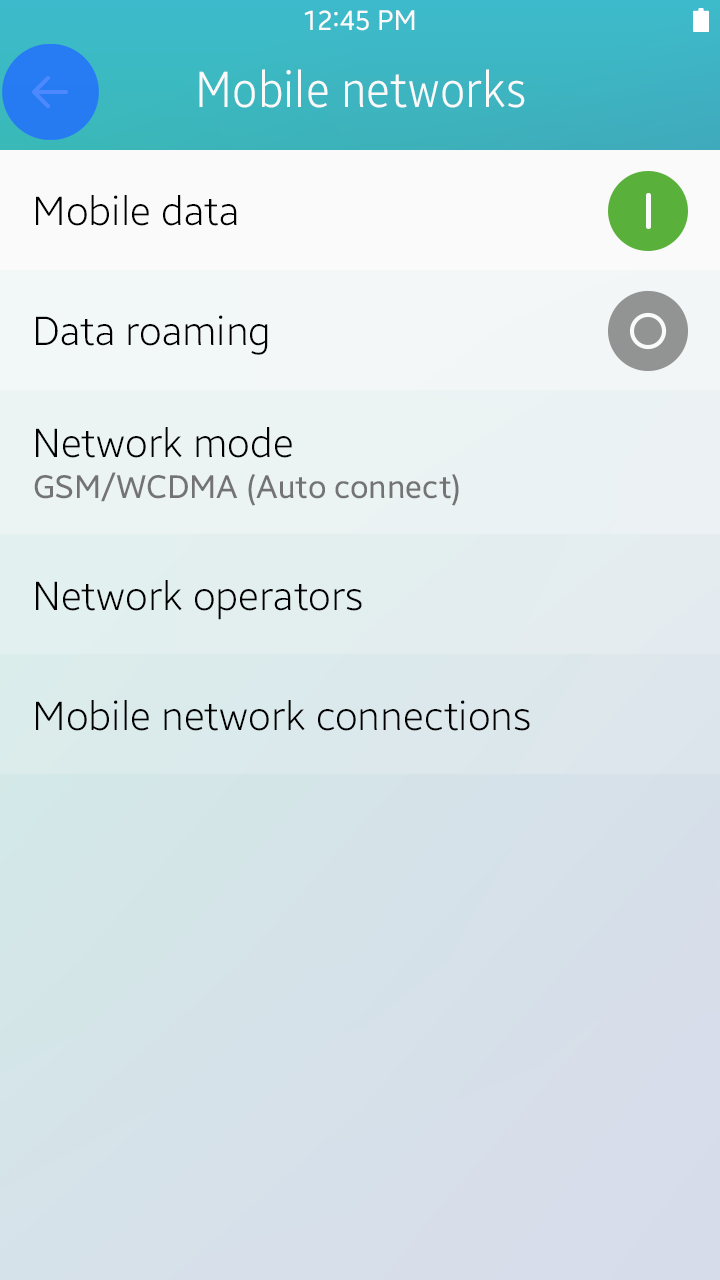 12:45 PM
Mobile networks
Mobile data
Data roaming
Network mode
GSM/WCDMA (Auto connect)
Network operators
Mobile network connections